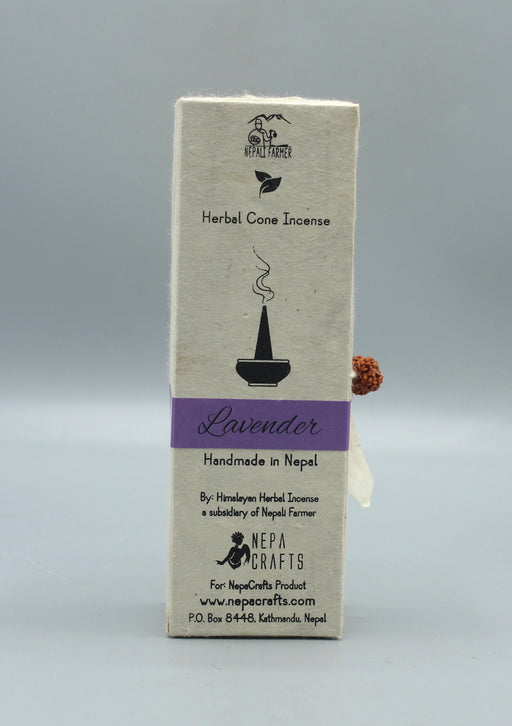 NEPALI FARMER
Herbal Cone Incense
Lavender
Handmade in Nepal
By: Himalayan Herbal Incense
a subsidiary of Nepali Farmer
NEPA
CRAFTS
For: NepaCrafts Product
www.nepacrafts.com
P.O. Box 8448, Kathmandu, Nepal